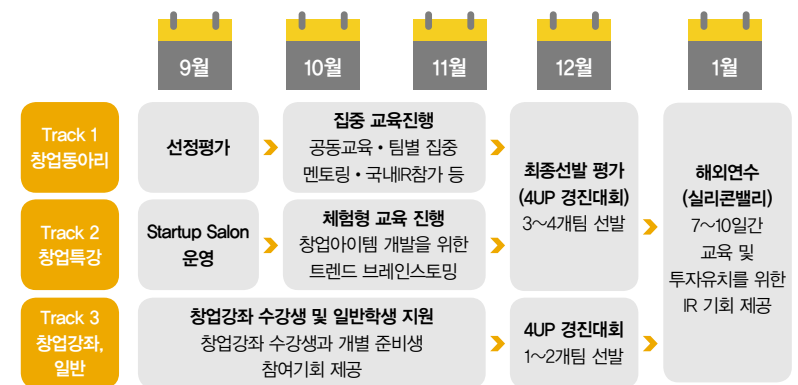 9월
10월
11월
12월
1월
Track 1
창업동아리
선정평가
집중 교육진행
공동교육・팀별 집중
멘토링・국내IR참가 등
최종선발 평가
(4UP 경진대회)
3～4개팀 선발
해외연수
(실리콘밸리)
7～10일간
교육 및
투자유치를 위한
IR 기회 제공
Track 2
창업특강
Startup Salon
운영
체험형 교육 진행
창업아이템 개발을 위한
트렌드 브레인스토밍
Track 3
창업강좌,
일반
창업강좌 수강생 및 일반학생 지원
창업강좌 수강생과 개별 준비생
참여기회 제공
4UP 경진대회
1～2개팀 선발